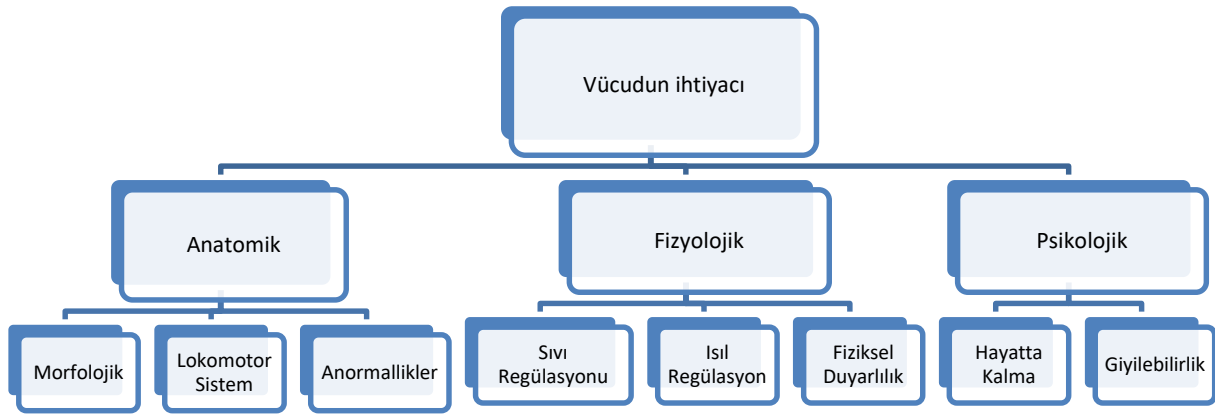 Vücudun ihtiyacı
Anatomik
Fizyolojik
Psikolojik
Morfolojik
Lokomotor
Sistem
Anormallikler
Sıvı
Regülasyonu
Isıl
Regülasyon
Fiziksel
Duyarlılık
Hayatta
Kalma
Giyilebilirlik